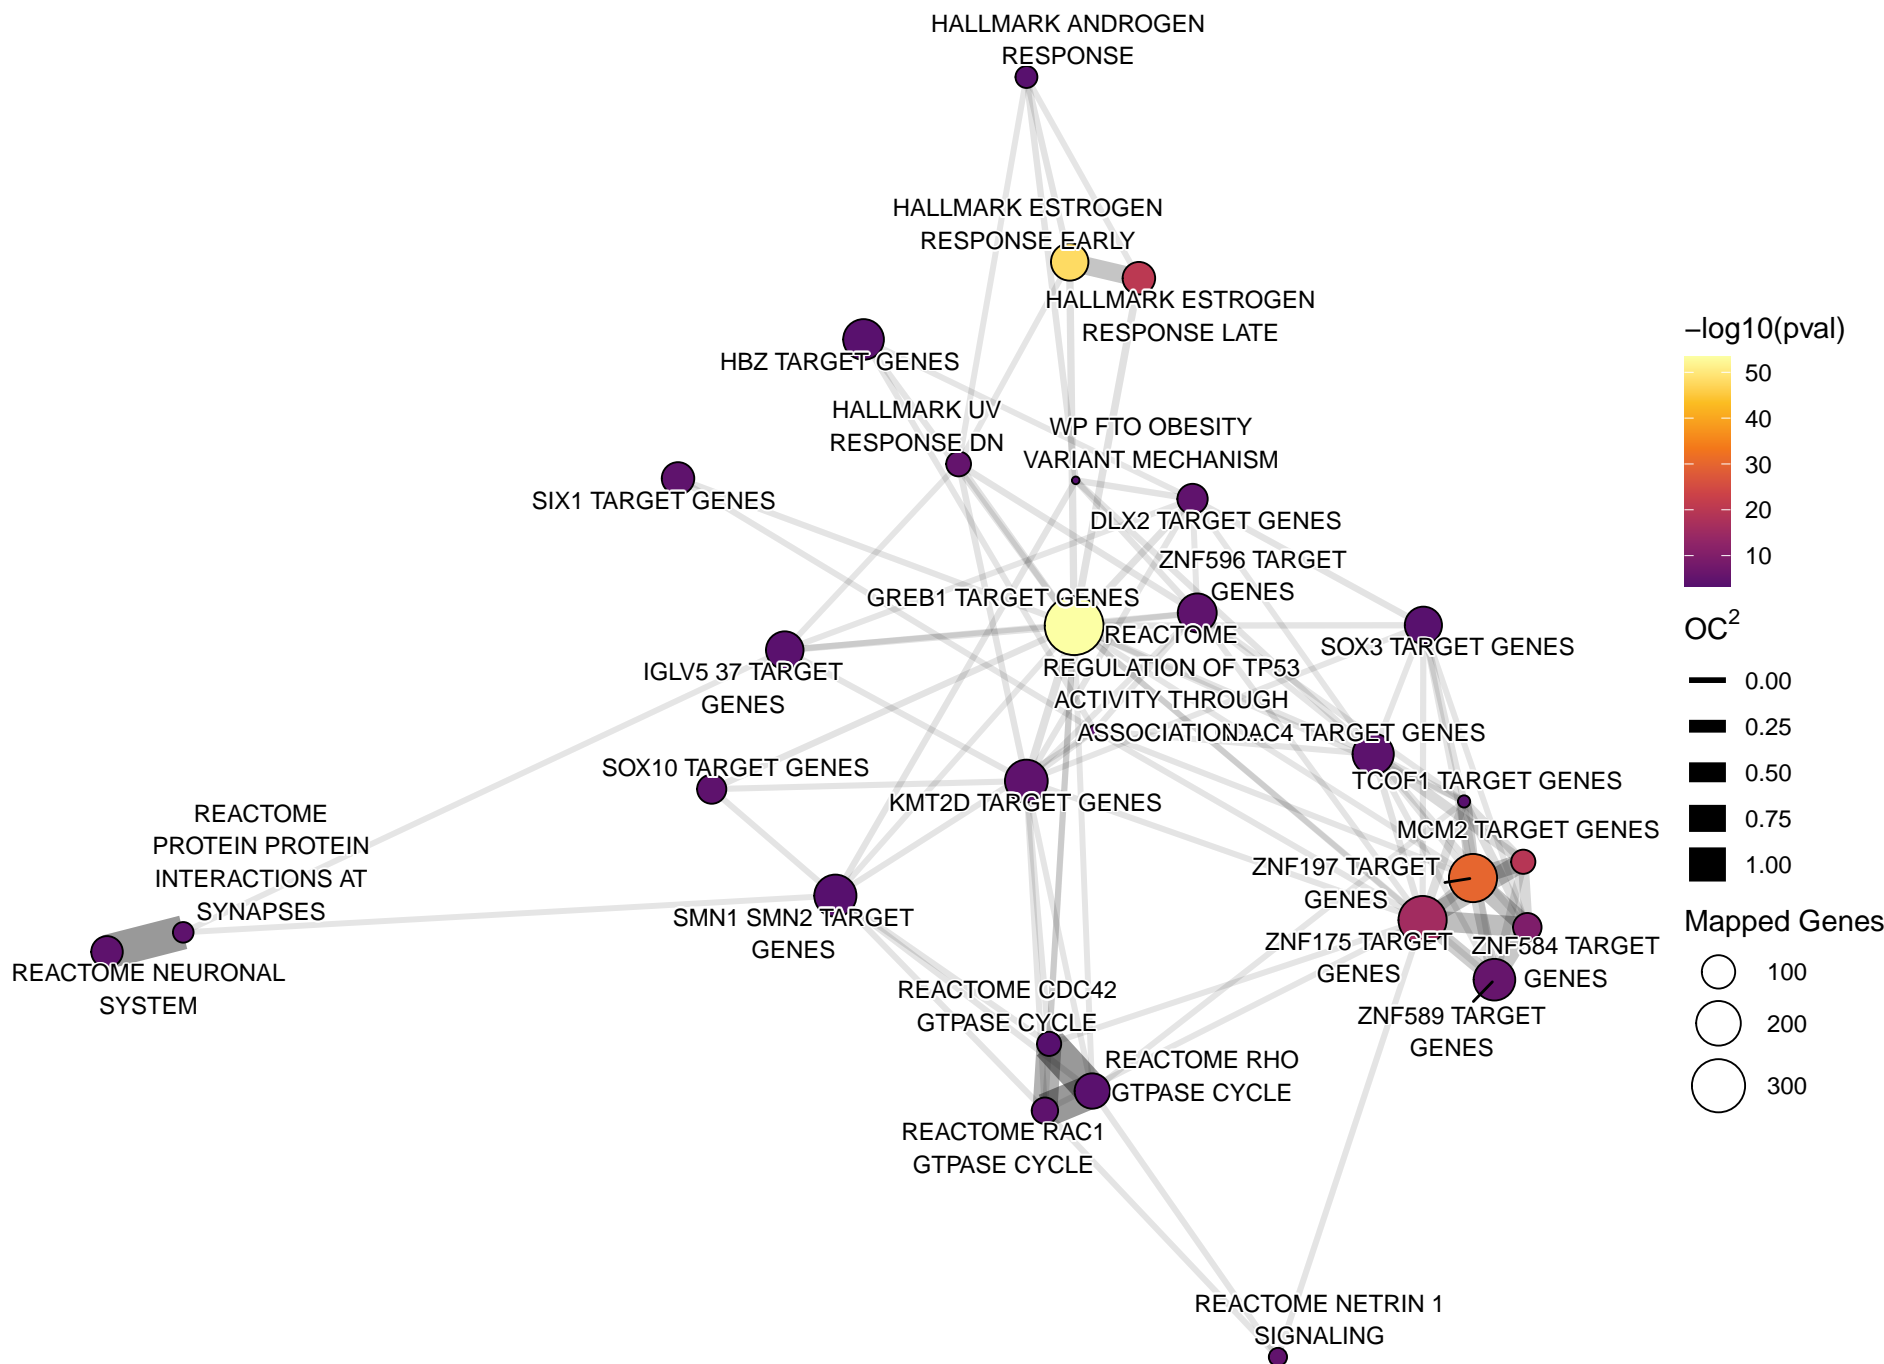 HALLMARK ANDROGEN
RESPONSE
HALLMARK ESTROGEN
RESPONSE EARLY
HALLMARK ESTROGEN
RESPONSE LATE
HBZ TARGET GENES
HALLMARK UV
RESPONSE DN
WP FTO OBESITY
VARIANT MECHANISM
SIX1 TARGET GENES
DLX2 TARGET GENES
ZNF596 TARGET
GENES
GREB1 TARGET GENES
REACTOME
REGULATION OF TP53
ACTIVITY THROUGH
ASSOCIATION
SOX3 TARGET GENES
IGLV5 37 TARGET
GENES
TARGET GENES
SOX10 TARGET GENES
KMT2D TARGET GENES
TCOF1 TARGET GENES
MCM2 TARGET GENES
ZNF197 TARGET
GENES
REACTOME
PROTEIN PROTEIN
INTERACTIONS AT
SYNAPSES
REACTOME NEURONAL
SYSTEM
SMN1 SMN2 TARGET
GENES
ZNF175 TARGET
GENES
ZNF584 TARGET
GENES
ZNF589 TARGET
GENES
REACTOME CDC42
GTPASE CYCLE
REACTOME RHO
GTPASE CYCLE
REACTOME RAC1
GTPASE CYCLE
REACTOME NETRIN 1
SIGNALING
−log10(pval)
50
40
30
20
10
OC²
0.00
0.25
0.50
0.75
1.00
Mapped Genes
100
200
300